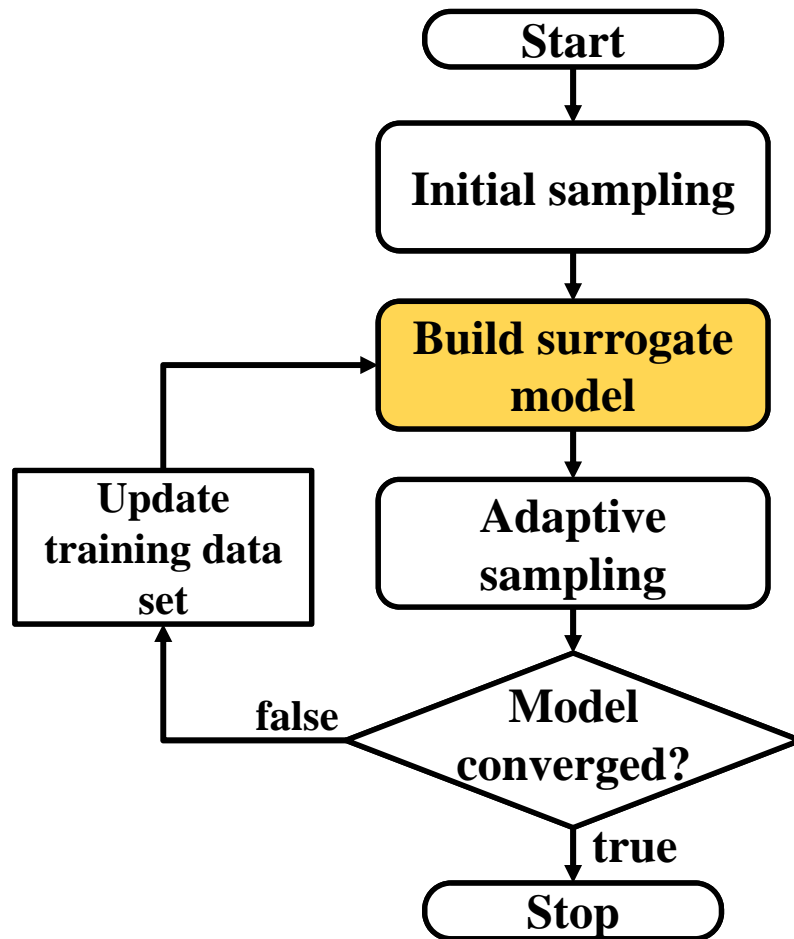 Start
Initial sampling
Build surrogate
model
Update
training data
set
Adaptive
sampling
false
Model
converged?
true
Stop